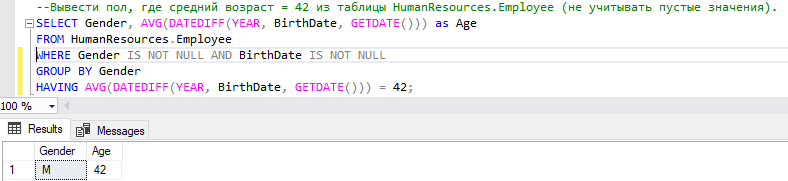 --Вывести пол, где средний возраст = 42 из таблицы HumanResources.Employee (не учитывать пустые значения).
SELECT Gender, AVG(DATEDIFF(YEAR, BirthDate, GETDATE())) as Age
FROM HumanResources.Employee
WHERE Gender IS NOT NULL AND BirthDate IS NOT NULL
GROUP BY Gender
HAVING AVG(DATEDIFF(YEAR, BirthDate, GETDATE())) = 42;
100 %
Results Messages
Gender Age
1 M 42